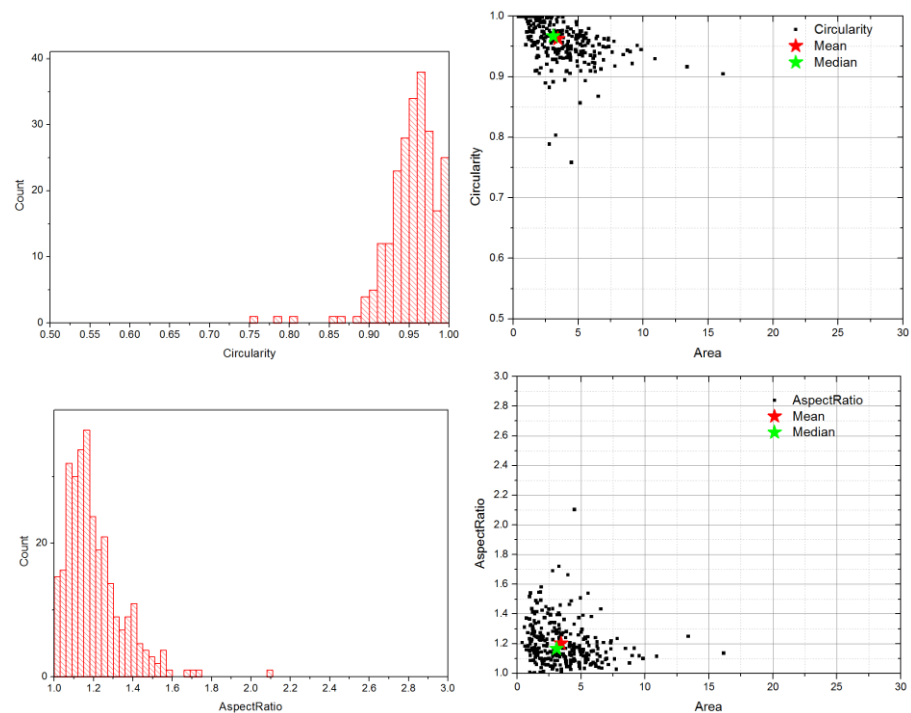 40
30
20
10
0
Count
0.50 0.55 0.60 0.65 0.70 0.75 0.80 0.85 0.90 0.95 1.00
Circularity
1.0
0.9
0.8
0.7
0.6
0.5
Circularity
Circularity
Mean
Median
0 5 10 15 20 25 30
Area
20
0
Count
1.0 1.2 1.4 1.6 1.8 2.0 2.2 2.4 2.6 2.8 3.0
AspectRatio
3.0
2.8
2.6
2.4
2.2
2.0
1.8
1.6
1.4
1.2
1.0
AspectRatio
AspectRatio
Mean
Median
0 5 10 15 20 25 30
Area